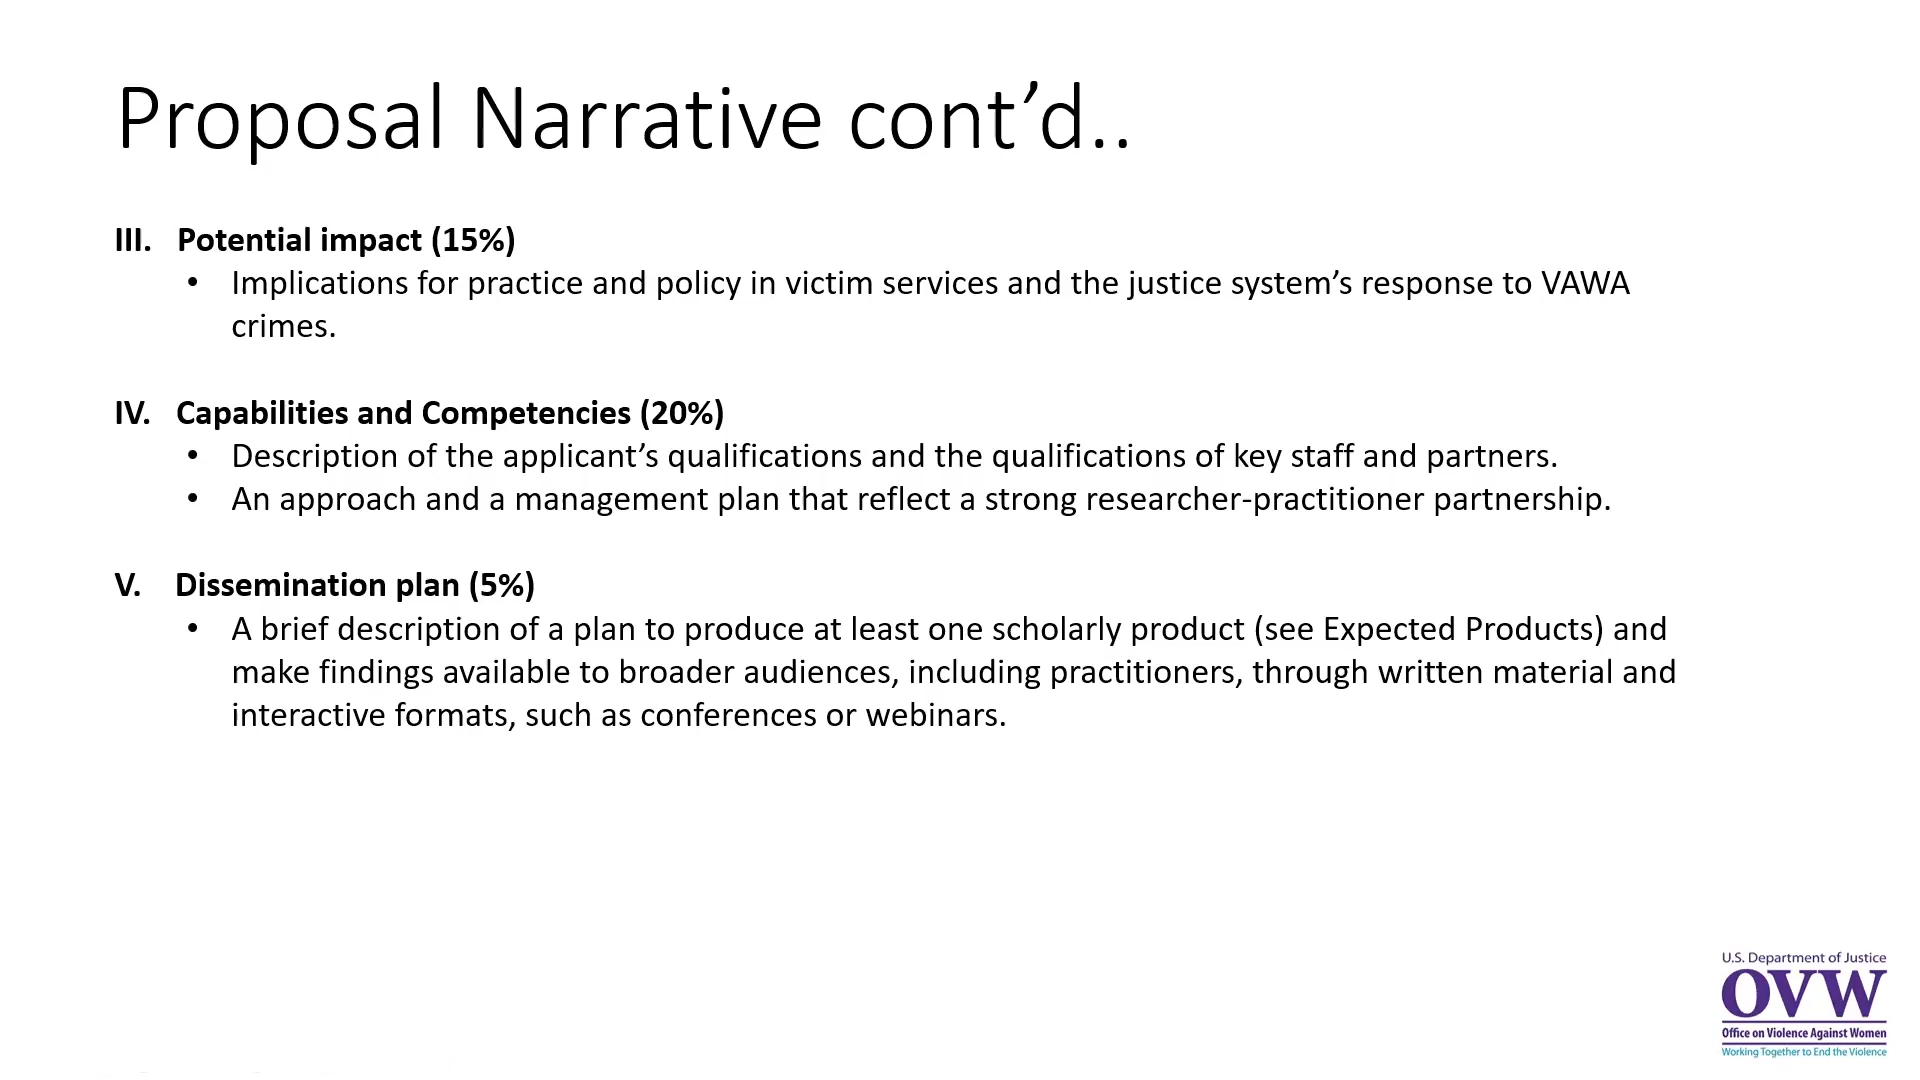 Proposal Narrative cont’d..
III. Potential impact (15%)
• Implications for practice and policy in victim services and the justice system’s response to VAWA
crimes.
IV. Capabilities and Competencies (20%)
• Description of the applicant’s qualifications and the qualifications of key staff and partners.
• An approach and a management plan that reflect a strong researcher-practitioner partnership.
V. Dissemination plan (5%)
• A brief description of a plan to produce at least one scholarly product (see Expected Products) and
make findings available to broader audiences, including practitioners, through written material and
interactive formats, such as conferences or webinars.
U.S. Department of Justice
OVW
Office on Violence Against Women
Working Together to End the Violence